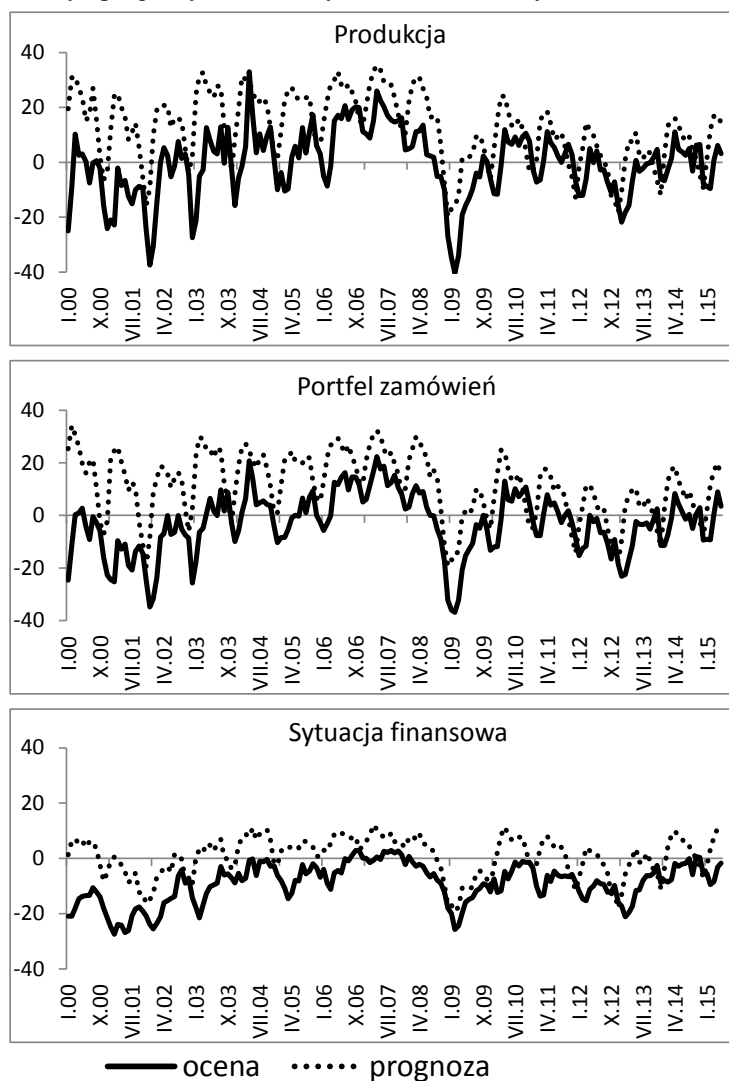 Produkcja
40
20
0
-20
-40
I.00 X.00 VII.01 IV.02 I.03 X.03 VII.04 IV.05 I.06 X.06 VII.07 IV.08 I.09 X.09 VII.10 IV.11 I.12 X.12 VII.13 IV.14 I.15
Portfel zamówień
40
20
0
-20
-40
I.00 X.00 VII.01 IV.02 I.03 X.03 VII.04 IV.05 I.06 X.06 VII.07 IV.08 I.09 X.09 VII.10 IV.11 I.12 X.12 VII.13 IV.14 I.15
Sytuacja finansowa
40
20
0
-20
-40
I.00 X.00 VII.01 IV.02 I.03 X.03 VII.04 IV.05 I.06 X.06 VII.07 IV.08 I.09 X.09 VII.10 IV.11 I.12 X.12 VII.13 IV.14 I.15
ocena prognoza